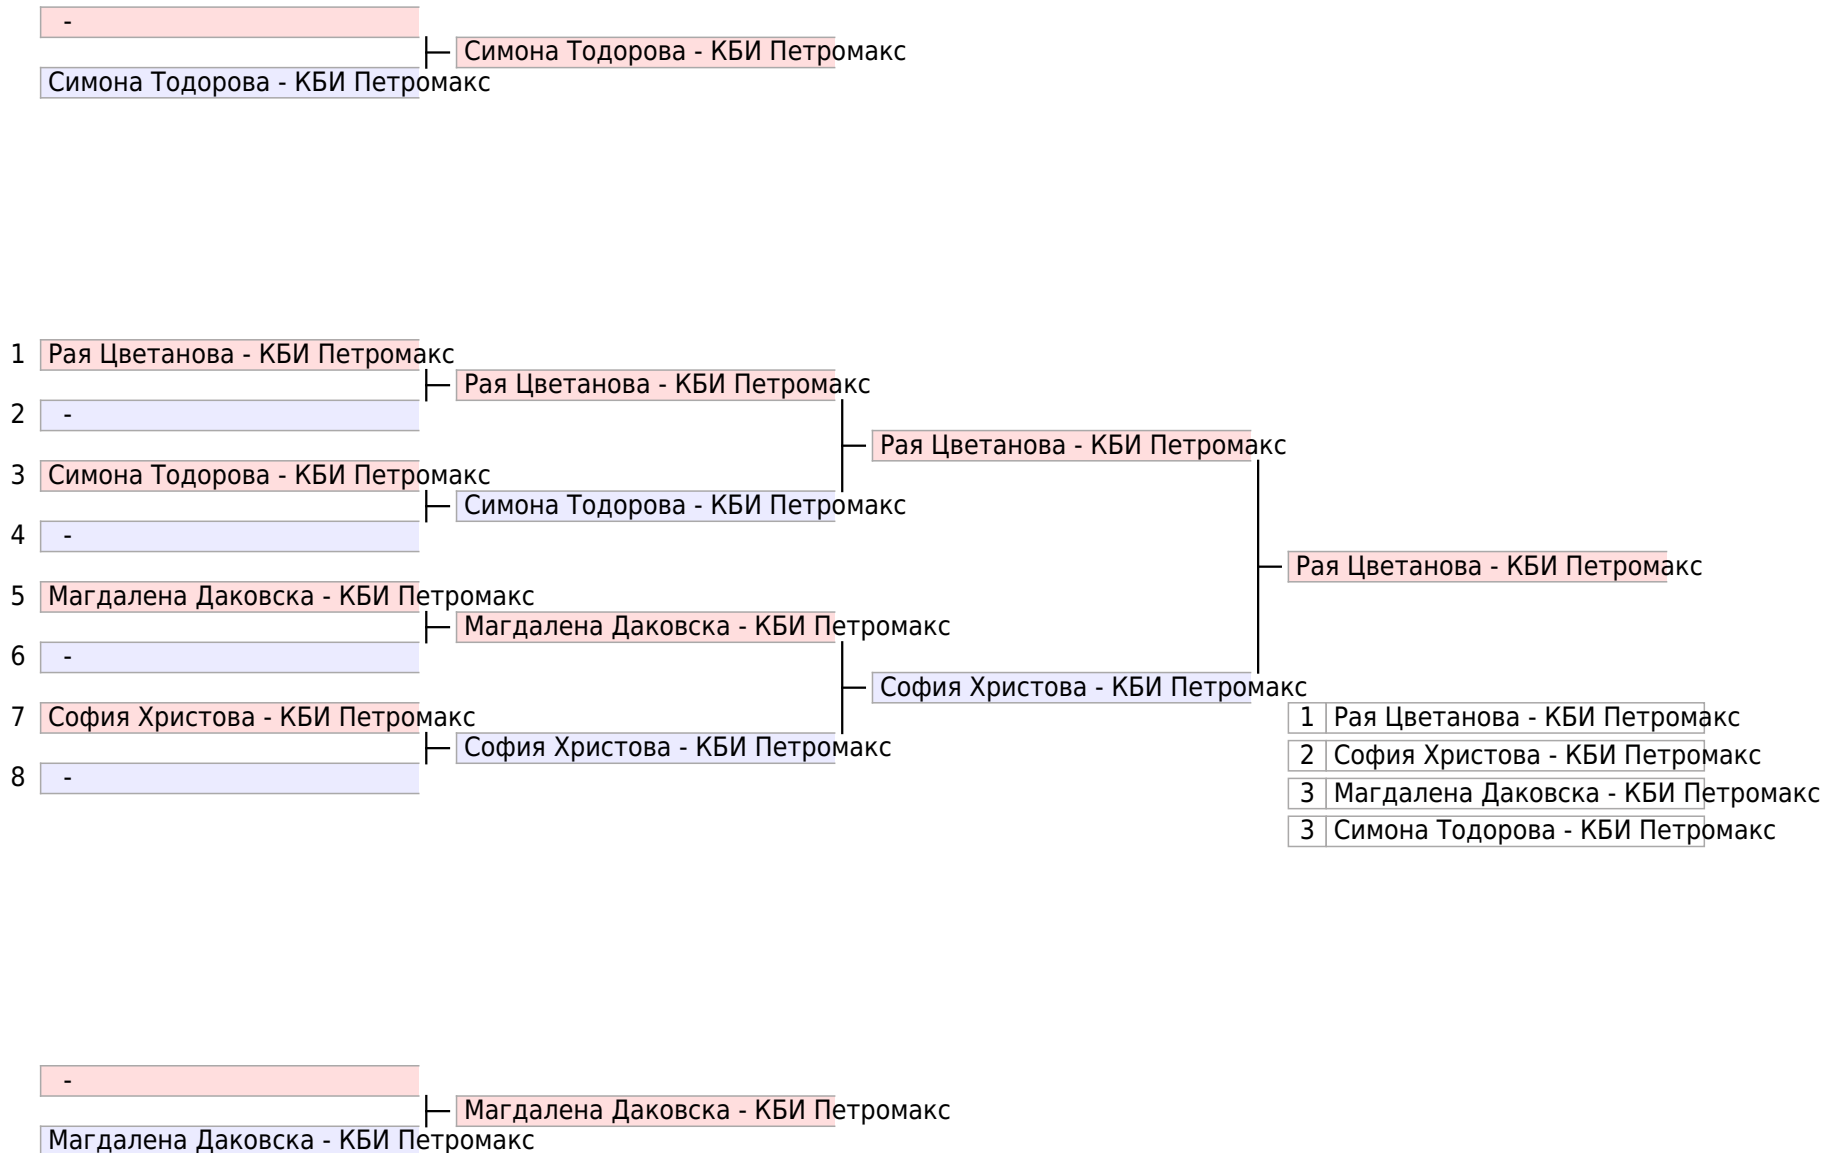 -
Симона Тодорова - КБИ Петромакс
Симона Тодорова - КБИ Петромакс
1 Рая Цветанова - КБИ Петромакс
Рая Цветанова - КБИ Петромакс
2 -
Рая Цветанова - КБИ Петромакс
3 Симона Тодорова - КБИ Петромакс
Симона Тодорова - КБИ Петромакс
4 -
Рая Цветанова - КБИ Петромакс
5 Магдалена Даковска - КБИ Петромакс
Магдалена Даковска - КБИ Петромакс
6 -
София Христова - КБИ Петромакс
7 София Христова - КБИ Петромакс
София Христова - КБИ Петромакс
8 -
1 Рая Цветанова - КБИ Петромакс
2 София Христова - КБИ Петромакс
3 Магдалена Даковска - КБИ Петромакс
3 Симона Тодорова - КБИ Петромакс
-
Магдалена Даковска - КБИ Петромакс
Магдалена Даковска - КБИ Петромакс